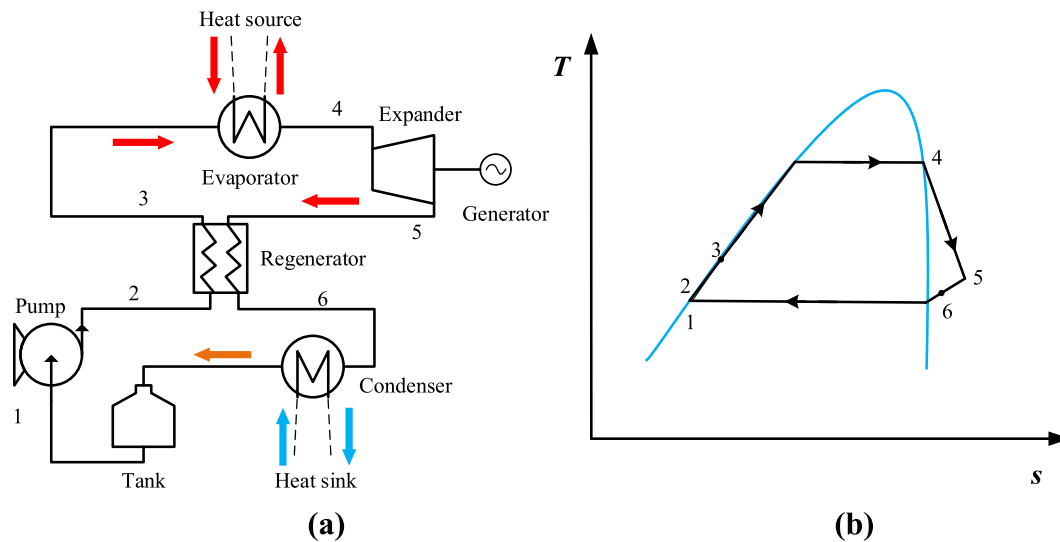 Heat source
4
Expander
Evaporator
3
Generator
5
Regenerator
2
6
Pump
Condenser
1
Tank
Heat sink
(a)
T
4
3
5
2
6
1
s
(b)